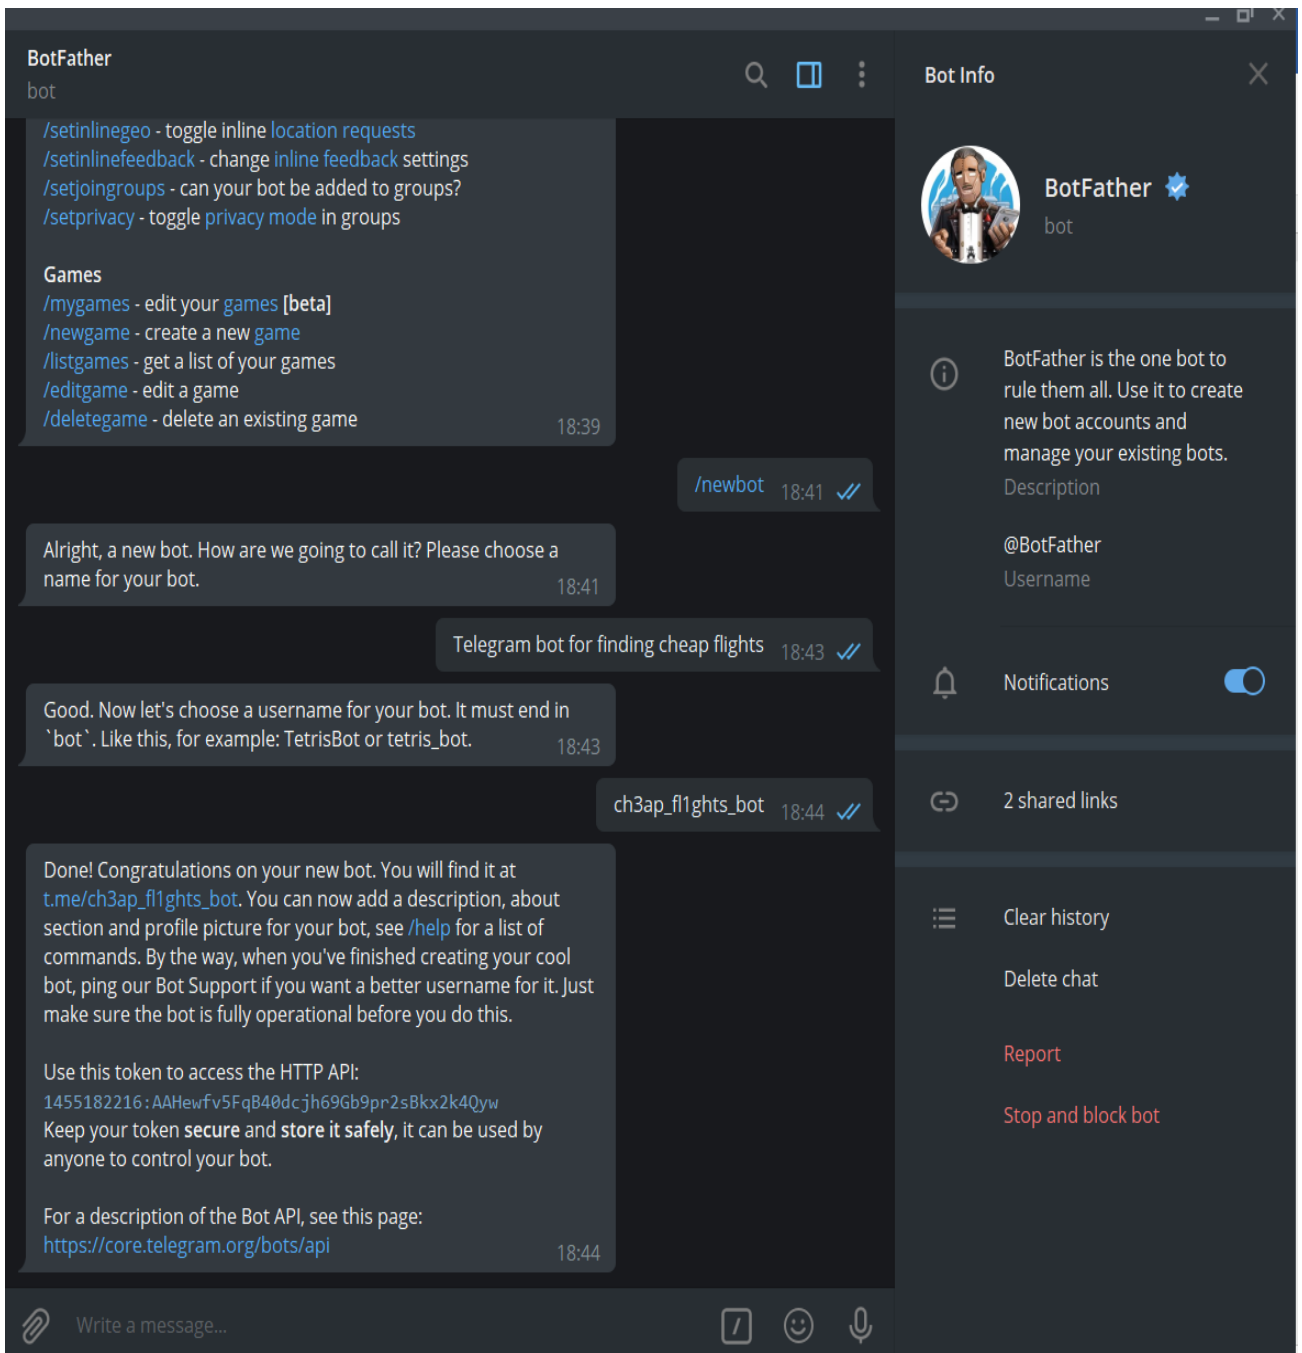 BotFather
bot
/setinlinegeo - toggle inline location requests
/setinlinefeedback - change inline feedback settings
/setjoingroups - can your bot be added to groups?
/setprivacy - toggle privacy mode in groups
Games
/mygames - edit your games [beta]
/newgame - create a new game
/listgames - get a list of your games
/editgame - edit a game
/deletegame - delete an existing game
18:39
/newbot 18:41
Alright, a new bot. How are we going to call it? Please choose a
name for your bot.
18:41
Telegram bot for finding cheap flights 18:43
Good. Now let's choose a username for your bot. It must end in
`bot`. Like this, for example: TetrisBot or tetris_bot.
18:43
ch3ap_fl1ghts_bot 18:44
Done! Congratulations on your new bot. You will find it at
t.me/ch3ap_fl1ghts_bot. You can now add a description, about
section and profile picture for your bot, see /help for a list of
commands. By the way, when you've finished creating your cool
bot, ping our Bot Support if you want a better username for it. Just
make sure the bot is fully operational before you do this.
Use this token to access the HTTP API:
1455182216:AAHewfv5FqB40dcjh69Gb9pr2sBkx2k4Qyw
Keep your token secure and store it safely, it can be used by
anyone to control your bot.
For a description of the Bot API, see this page:
https://core.telegram.org/bots/api
18:44
Write a message...
Bot Info
BotFather
bot
BotFather is the one bot to
rule them all. Use it to create
new bot accounts and
manage your existing bots.
Description
@BotFather
Username
Notifications
2 shared links
Clear history
Delete chat
Report
Stop and block bot